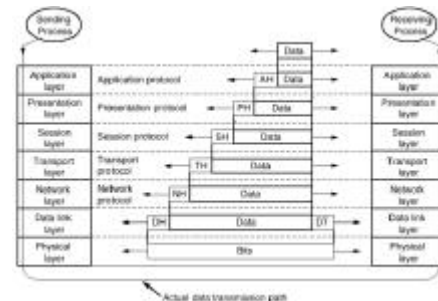 Sending
Process
Receiving
Process
Data
Application
layer
Application protocol
AH
Data
Application
layer
Presentation
layer
Presentation protocol
PH
Data
Presentation
layer
Session
layer
Session protocol
SH
Data
Session
layer
Transport
layer
Transport
protocol
TH
Data
Transport
layer
Network
layer
Network
protocol
NH
Data
Network
layer
Data link
layer
DH
Data
DT
Data link
layer
Physical
layer
Bits
Physical
layer
Actual data transmission path